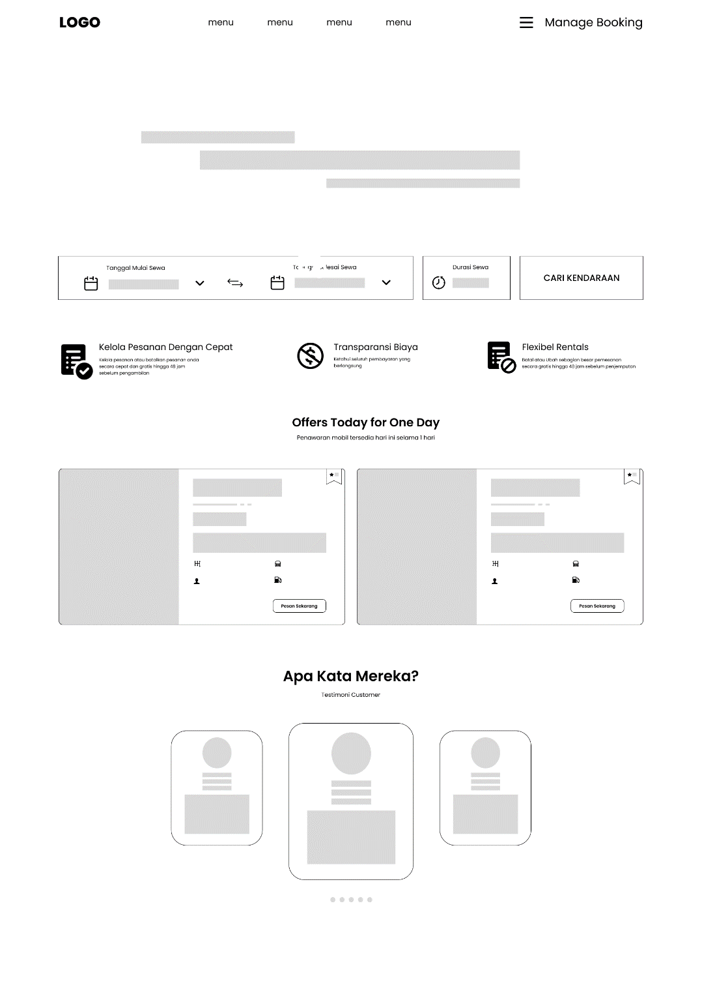 LOGO
menu menu menu menu
Manage Booking
Tanggal Mulai Sewa
lesai Sewa
Durasi Sewa
CARI KENDARAAN
Kelola Pesanan Dengan Cepat
Kelola pesanan atau batalkan pesanan anda
secara cepat dan gratis hingga 48 jam
sebelum pengambilan
Transparansi Biaya
Ketahui seluruh pembayaran yang
berlangsung
Flexibel Rentals
Batal atau Ubah sebagian besar pemesanan
secara gratis hingga 48 jam sebelum penjemputan
Offers Today for One Day
Penawaran mobil tersedia hari ini selama 1 hari
Pesan Sekarang
Pesan Sekarang
Apa Kata Mereka?
Testimoni Customer